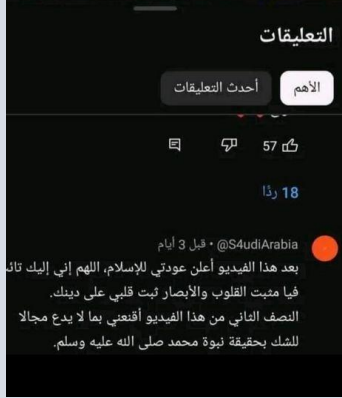 التعليقات
الأهم
أحدث التعليقات
57
18 ردًا
@S4udiArabia • قبل 3 أيام
بعد هذا الفيديو أعلن عودتي للإسلام، اللهم إني إليك
فيا مثبت القلوب والأبصار ثبت قلبي على دينك.
النصف الثاني من هذا الفيديو أقنعني بما لا يدع مجالا
للشك بحقيقة نبوة محمد صلى الله عليه وسلم.